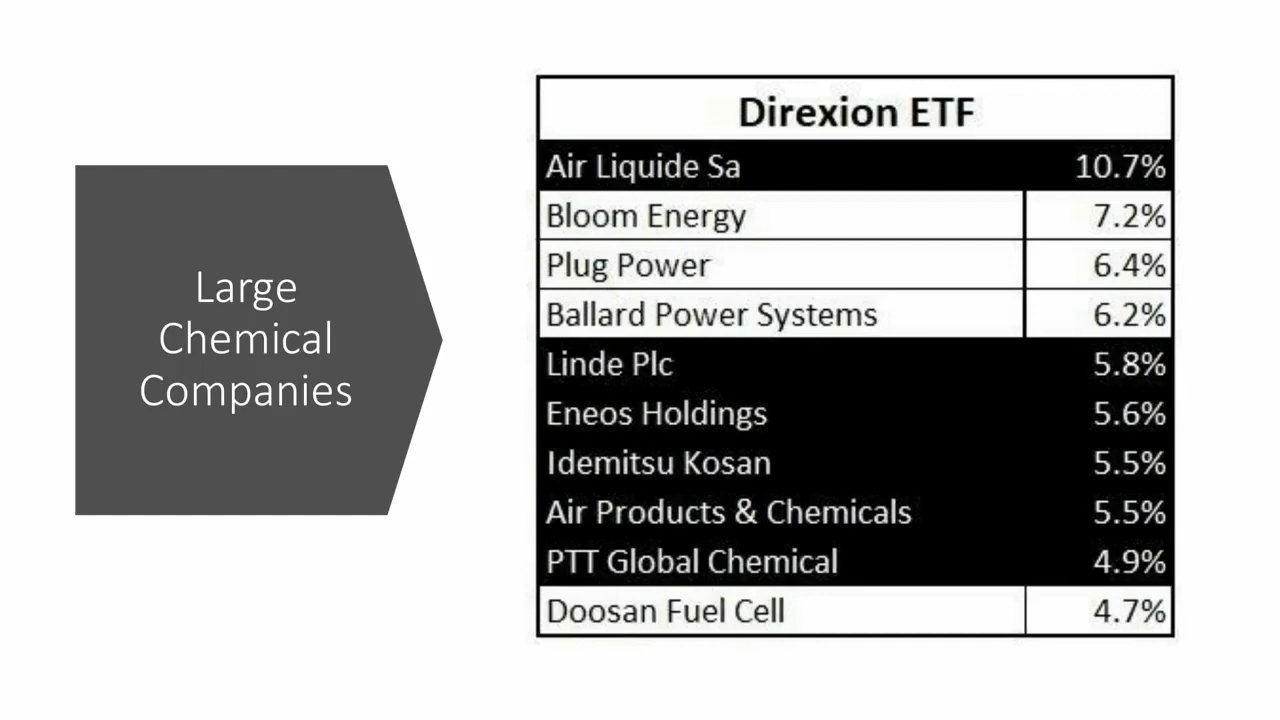 Large
Chemical
Companies
Direxion ETF
Air Liquide Sa 10.7%
Bloom Energy 7.2%
Plug Power 6.4%
Ballard Power Systems 6.2%
Linde Plc 5.8%
Eneos Holdings 5.6%
Idemitsu Kosan 5.5%
Air Products & Chemicals 5.5%
PTT Global Chemical 4.9%
Doosan Fuel Cell 4.7%